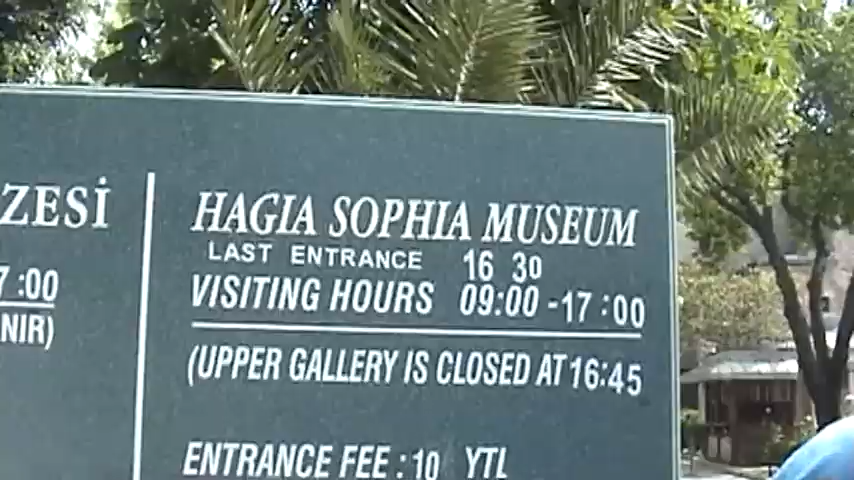 ZESİ
7:00
NIR)
HAGIA SOPHIA MUSEUM
LAST ENTRANCE 16 30
VISITING HOURS 09:00 - 17:00
(UPPER GALLERY IS CLOSED AT 16:45
ENTRANCE FEE : 10 YTL